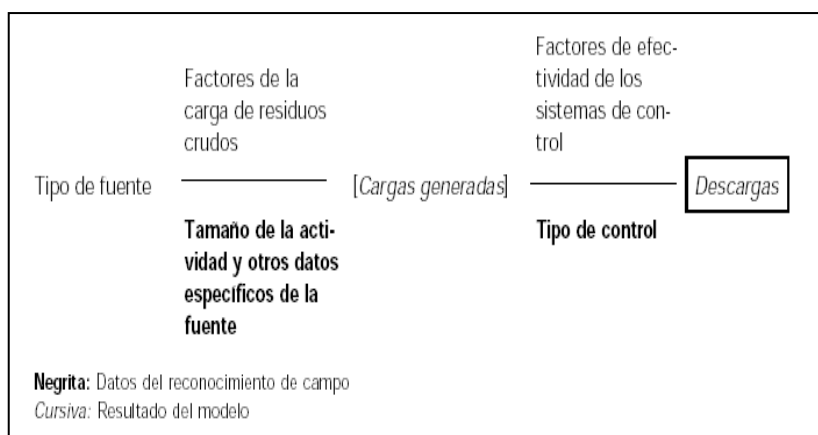 Factores de la
carga de residuos
crudos
Factores de efec-
tividad de los
sistemas de con-
trol
Tipo de fuente
[Cargas generadas]
Descargas
Tamaño de la acti-
vidad y otros datos
específicos de la
fuente
Tipo de control
Negrita: Datos del reconocimiento de campo
Cursiva: Resultado del modelo